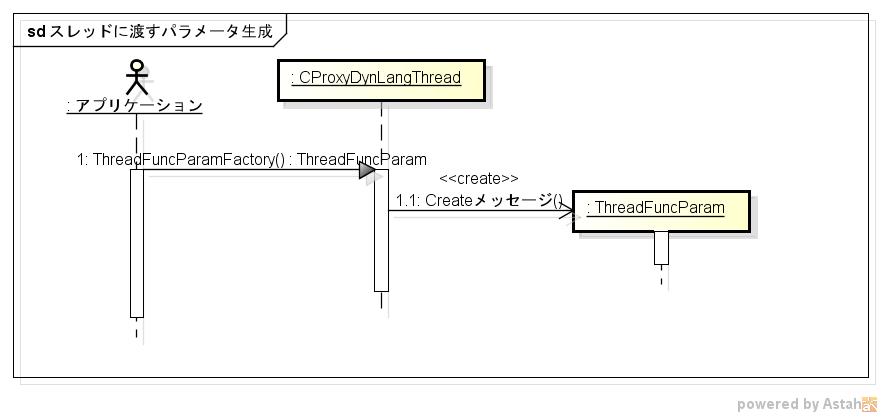 sd スレッドに渡すパラメータ生成
: CProxyDynLangThread
: アプリケーション
1: ThreadFuncParamFactory() : ThreadFuncParam
<<create>>
1.1: Createメッセージ()
: ThreadFuncParam
powered by Astah